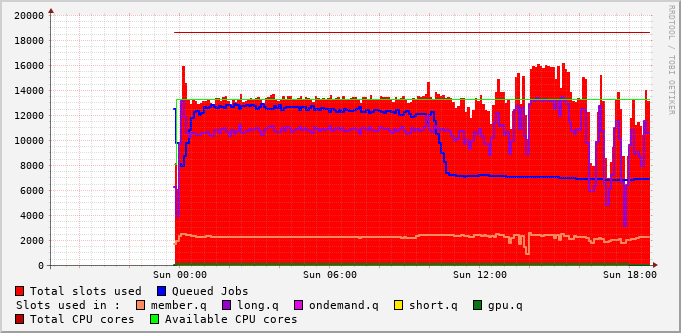 20000
18000
16000
14000
12000
10000
8000
6000
4000
2000
0
Sun 00:00 Sun 06:00 Sun 12:00 Sun 18:00
RRDTOOL / TOBI OETIKER
Total slots used Queued Jobs
Slots used in : member.q long.q ondemand.q short.q gpu.q
Total CPU cores Available CPU cores